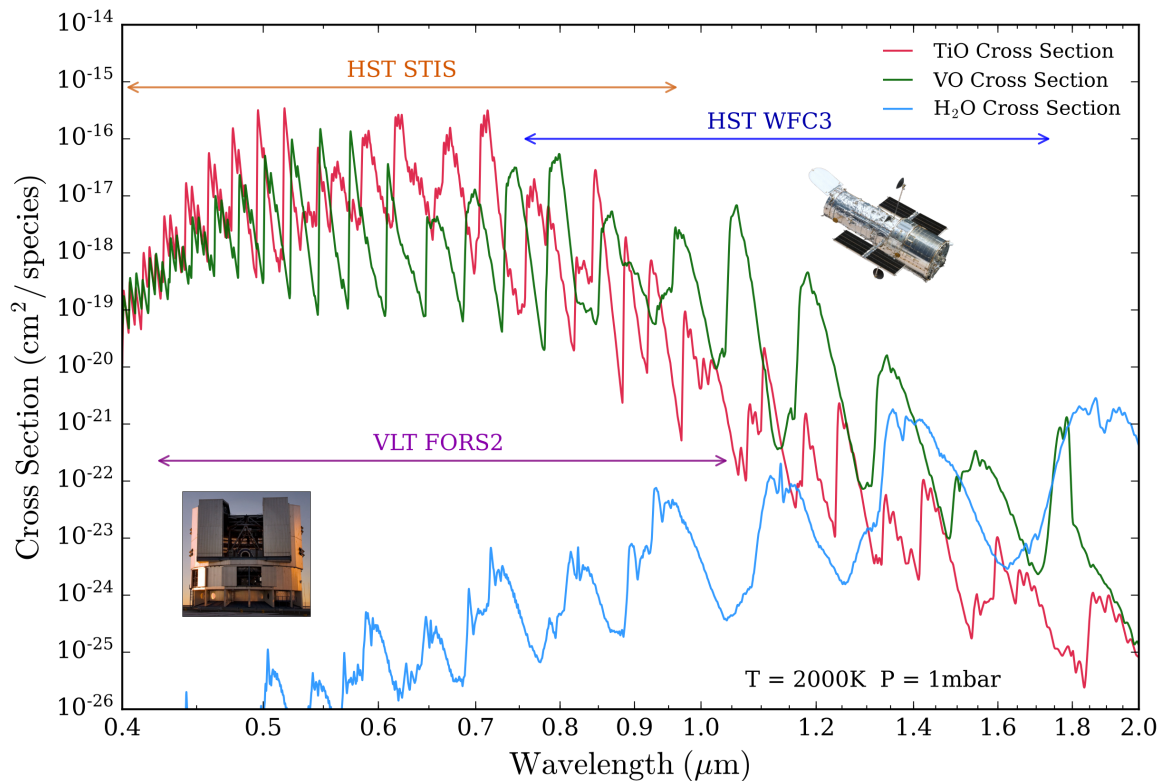 10⁻¹⁴
10⁻¹⁵
10⁻¹⁶
10⁻¹⁷
10⁻¹⁸
10⁻¹⁹
10⁻²⁰
10⁻²¹
10⁻²²
10⁻²³
10⁻²⁴
10⁻²⁵
10⁻²⁶
Cross Section (cm² / species)
HST STIS
TiO Cross Section
VO Cross Section
H₂O Cross Section
HST WFC3
VLT FORS2
T = 2000K P = 1mbar
0.4 0.5 0.6 0.7 0.8 0.9 1.0 1.2 1.4 1.6 1.8 2.0
Wavelength (μm)